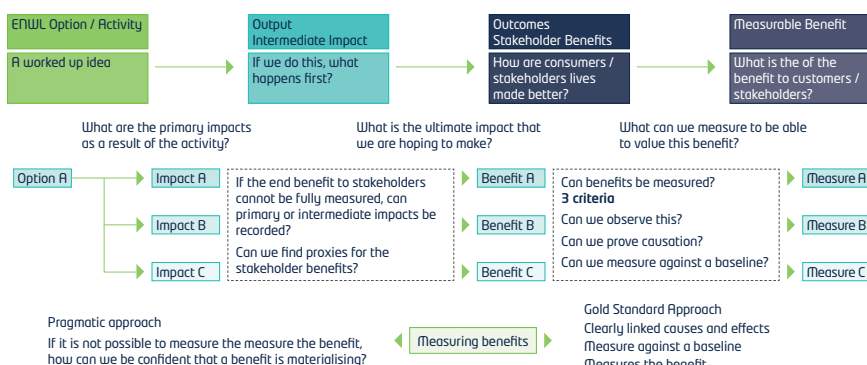 ENWL Option / Activity
A worked up idea
Output
Intermediate Impact
If we do this, what
happens first?
Outcomes
Stakeholder Benefits
How are consumers /
stakeholders lives
made better?
Measurable Benefit
What is the of the
benefit to customers /
stakeholders?
What are the primary impacts
as a result of the activity?
What is the ultimate impact that
we are hoping to make?
What can we measure to be able
to value this benefit?
Option A
Impact A
Impact B
Impact C
If the end benefit to stakeholders
cannot be fully measured, can
primary or intermediate impacts be
recorded?
Can we find proxies for the
stakeholder benefits?
Benefit A
Benefit B
Benefit C
Can benefits be measured?
3 criteria
Can we observe this?
Can we prove causation?
Can we measure against a baseline?
Measure A
Measure B
Measure C
Pragmatic approach
If it is not possible to measure the measure the benefit,
how can we be confident that a benefit is materialising?
Measuring benefits
Gold Standard Approach
Clearly linked causes and effects
Measure against a baseline
Measures the benefit